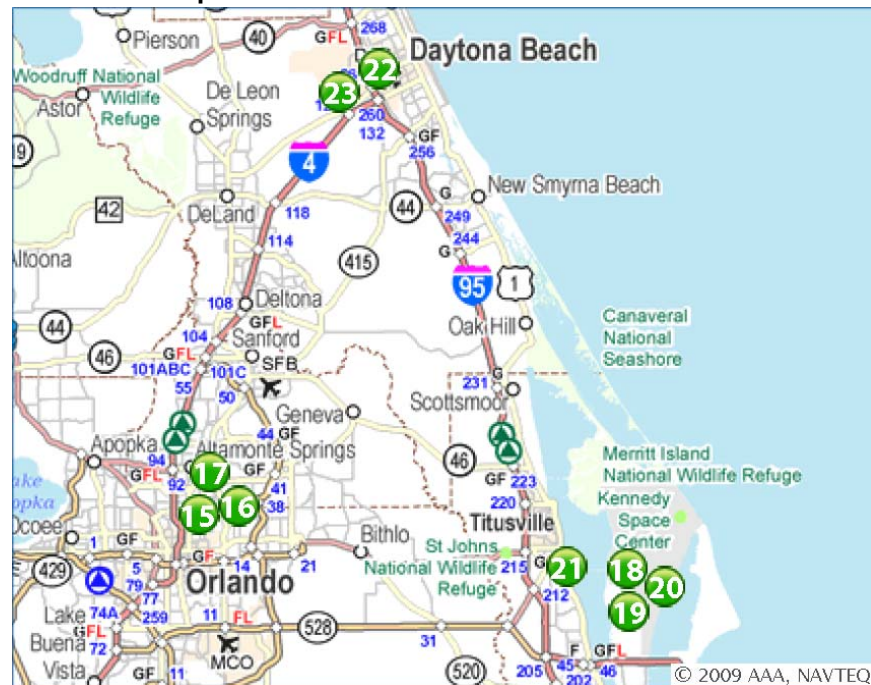 268
GFL
40
Pierson
Daytona Beach
22
Woodruff National
Wildlife
Refuge
23
De Leon
Springs
Astor
260
132
GF
256
19
4
New Smyrna Beach
G
42
DeLand
118
44
249
114
244
G
Altoona
415
95
1
108
Deltona
44
GFL
Oak Hill
Canaveral
National
Seashore
104
Sanford
46
GFL
SFB
101ABC
101C
55
50
G
231
Scottsmoor
Geneva
44
GF
Apopka
Altamonte Springs
46
Merritt Island
National Wildlife Refuge
94
17
GF
GF
223
GFL
92
41
Kennedy
Space
Center
16
38
220
15
Titusville
Ocoee
Bithlo
St Johns
National Wildlife
Refuge
1
GF
GF
14
21
215
G
21
18
429
5
Orlando
20
79
212
77
19
Lake
Buena
Vista
74A
259
11
FL
528
GFL
31
72
MCO
F
GFL
GF
11
520
205
45
46
202
© 2009 AAA, NAVTEQ